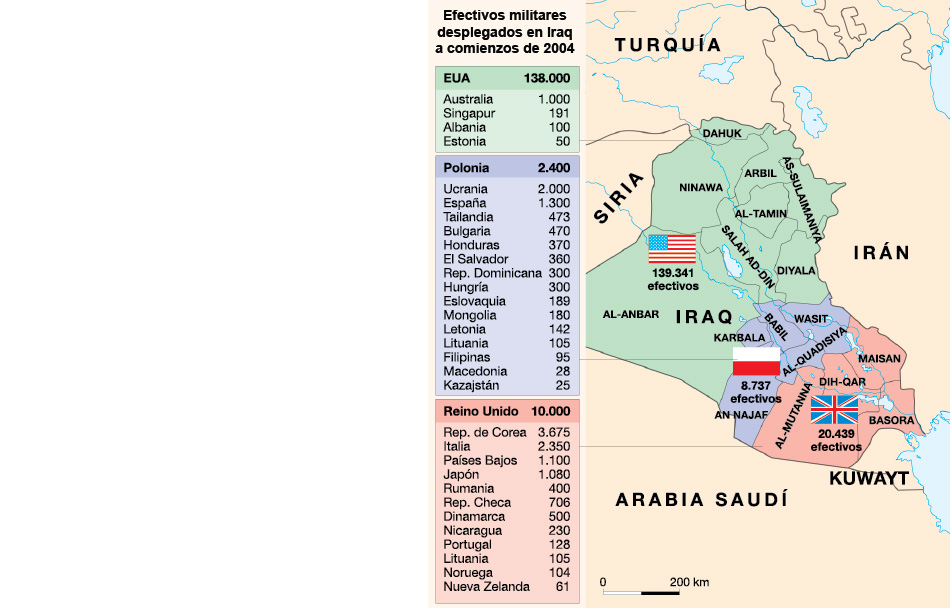 Efectivos militares
desplegados en Iraq
a comienzos de 2004
EUA 138.000
Australia 1.000
Singapur 191
Albania 100
Estonia 50
Polonia 2.400
Ucrania 2.000
España 1.300
Tailandia 473
Bulgaria 470
Honduras 370
El Salvador 360
Rep. Dominicana 300
Hungría 300
Eslovaquia 189
Mongolia 180
Letonia 142
Lituania 105
Filipinas 95
Macedonia 28
Kazajstán 25
Reino Unido 10.000
Rep. de Corea 3.675
Italia 2.350
Países Bajos 1.100
Japón 1.080
Rumania 400
Rep. Checa 706
Dinamarca 500
Nicaragua 230
Portugal 128
Lituania 105
Noruega 104
Nueva Zelanda 61
TURQUÍA
DAHUK
ARBIL
AS-SULAIMANIYA
NINAWA
SIRIA
AL-TAMIN
SALAH AD-DIN
IRÁN
DIYALA
139.341
efectivos
AL-ANBAR
IRAQ
BABIL
WASIT
KARBALA
AL-QUADISIYA
MAISAN
8.737
efectivos
DIH-QAR
AN NAJAF
AL-MUTANNA
BASORA
20.439
efectivos
KUWAYT
ARABIA SAUDÍ
0 200 km